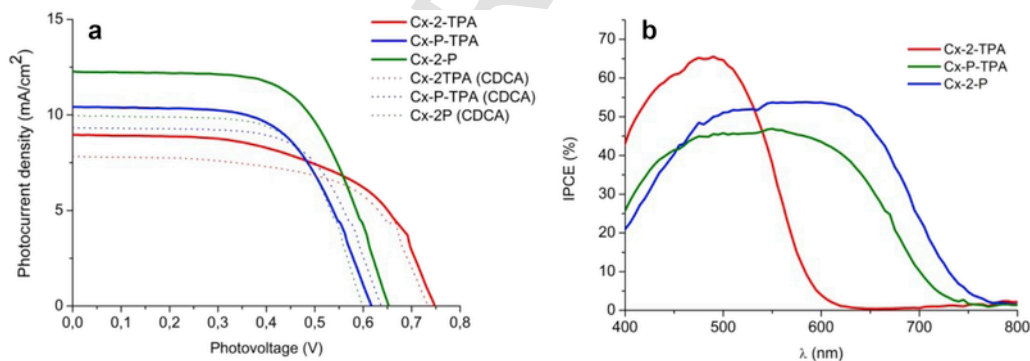 a
Cx-2-TPA
Cx-P-TPA
Cx-2-P
Cx-2TPA (CDCA)
Cx-P-TPA (CDCA)
Cx-2P (CDCA)
15
10
5
0
Photocurrent density (mA/cm²)
0,0 0,1 0,2 0,3 0,4 0,5 0,6 0,7 0,8
Photovoltage (V)
b
Cx-2-TPA
Cx-P-TPA
Cx-2-P
70
60
50
40
30
20
10
0
IPCE (%)
400 500 600 700 800
λ (nm)